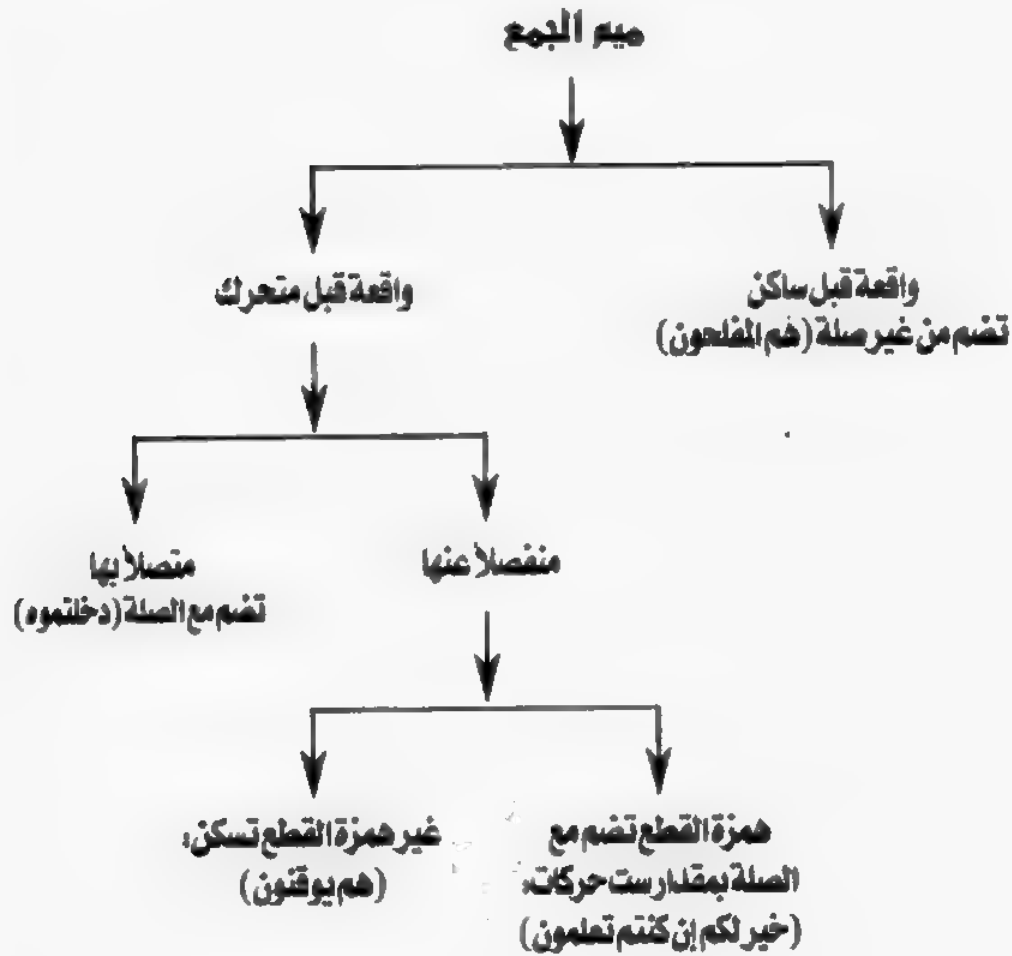 ميم الجمع
واقعة قبل ساكن
تضم من غير صلة (هم المفلحون)
واقعة قبل متحرك
منفصلاً عنها
متصلاً بها
تضم مع الصلة (دخلتموه)
همزة القطع تضم مع
الصلة بمقدار ست حركات،
(خير لكم إن كنتم تعلمون)
غير همزة القطع تسكن،
(هم يوقنون)